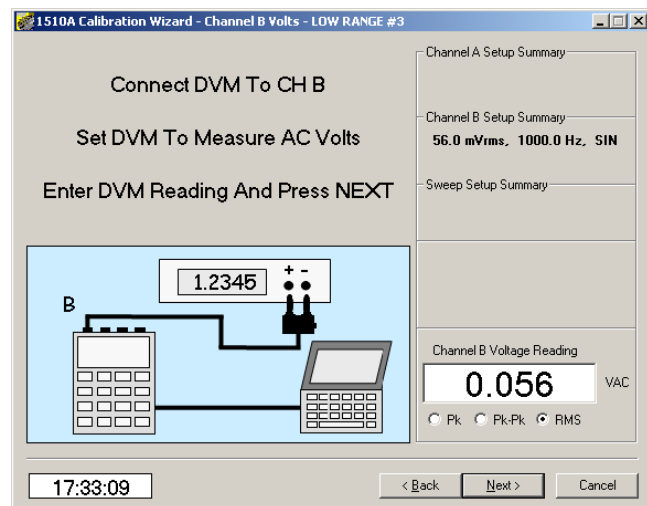 1510A Calibration Wizard - Channel B Volts - LOW RANGE #3
Connect DVM To CH B
Set DVM To Measure AC Volts
Enter DVM Reading And Press NEXT
1.2345
+ -
B
Channel A Setup Summary
Channel B Setup Summary
56.0 mVrms, 1000.0 Hz, SIN
Sweep Setup Summary
Channel B Voltage Reading
0.056 VAC
Pk Pk-Pk RMS
17:33:09
< Back Next > Cancel